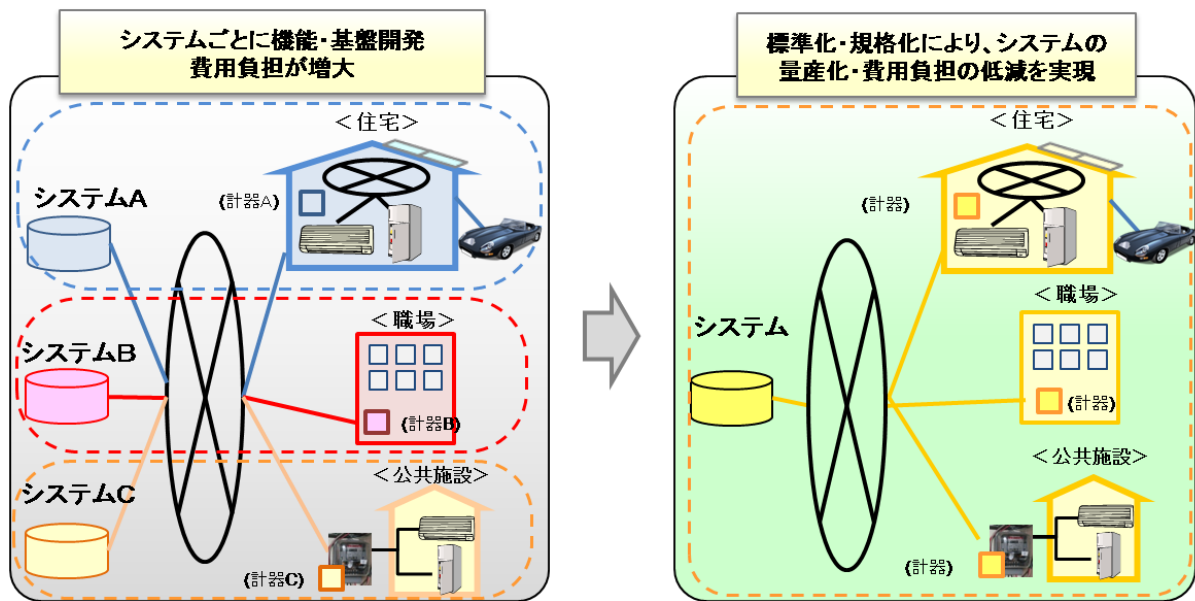 システムごとに機能・基盤開発
費用負担が増大
＜住宅＞
システムA
(計器A)
＜職場＞
システムB
(計器B)
＜公共施設＞
システムC
(計器C)
標準化・規格化により、システムの
量産化・費用負担の低減を実現
＜住宅＞
(計器)
＜職場＞
システム
(計器)
＜公共施設＞
(計器)